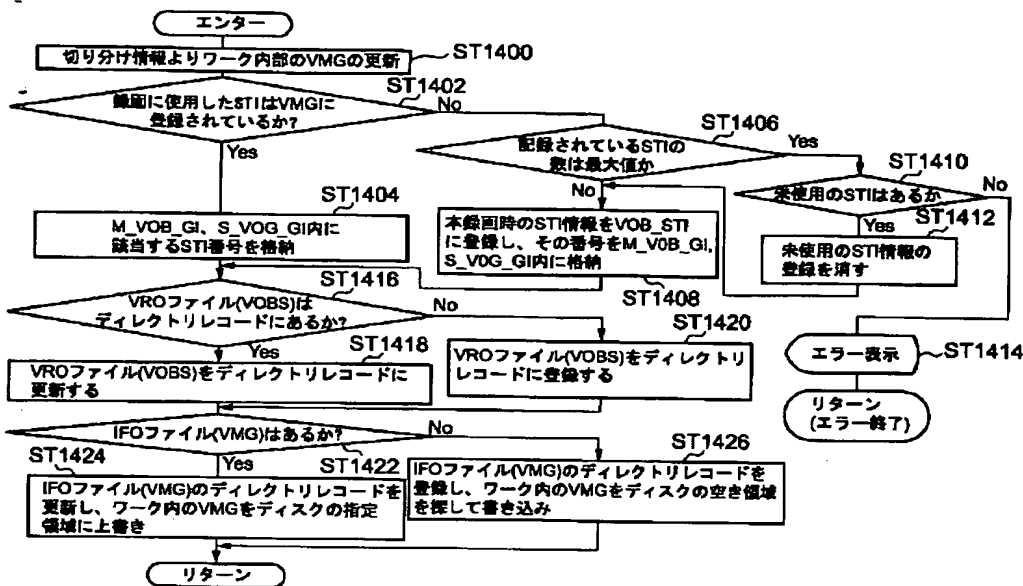 エンター
切り分け情報よりワーク内部のVMGの更新
ST1400
録画に使用したSTIはVMGに
登録されているか?
ST1402
No
Yes
記録されているSTIの
数は最大値か
ST1406
Yes
No
未使用のSTIはあるか
ST1410
No
Yes
ST1412
未使用のSTI情報の
登録を消す
ST1404
M_VOB_GI、S_VOG_GI内に
該当するSTI番号を格納
本録画時のSTI情報をVOB_STI
に登録し、その番号をM_VOB_GI,
S_VOG_GI内に格納
ST1408
ST1416
VROファイル(VOBS)は
ディレクトリレコードにあるか?
No
Yes
ST1418
VROファイル(VOBS)をディレクトリレコードに
更新する
ST1420
VROファイル(VOBS)をディレクトリ
レコードに登録する
エラー表示
ST1414
リターン
(エラー終了)
IFOファイル(VMG)はあるか?
No
Yes
ST1422
ST1424
IFOファイル(VMG)のディレクトリレコードを
更新し、ワーク内のVMGをディスクの指定
領域に上書き
ST1426
IFOファイル(VMG)のディレクトリレコードを
登録し、ワーク内のVMGをディスクの空き領域
を探して書き込み
リターン